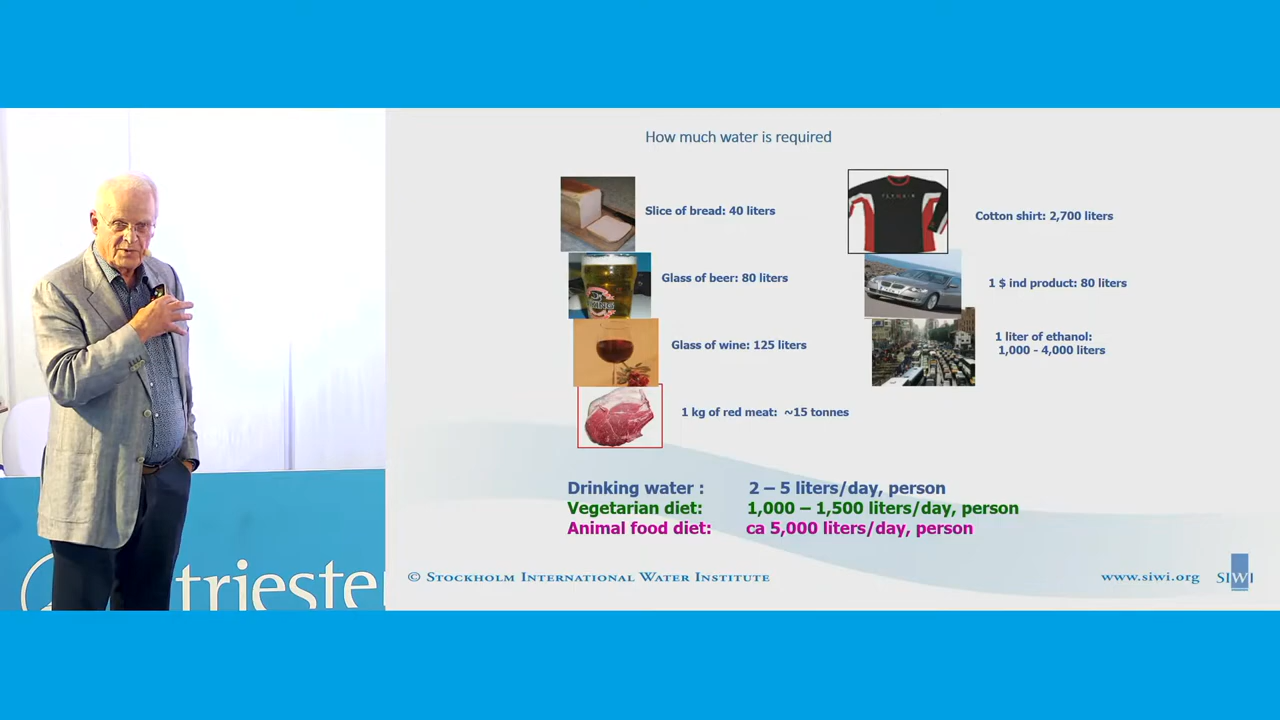 How much water is required
Slice of bread: 40 liters
Glass of beer: 80 liters
Glass of wine: 125 liters
1 kg of red meat: ~15 tonnes
Cotton shirt: 2,700 liters
1 $ ind product: 80 liters
1 liter of ethanol:
1,000 - 4,000 liters
Drinking water : 2 – 5 liters/day, person
Vegetarian diet: 1,000 – 1,500 liters/day, person
Animal food diet: ca 5,000 liters/day, person
© STOCKHOLM INTERNATIONAL WATER INSTITUTE
www.siwi.org
SIWI
trieste